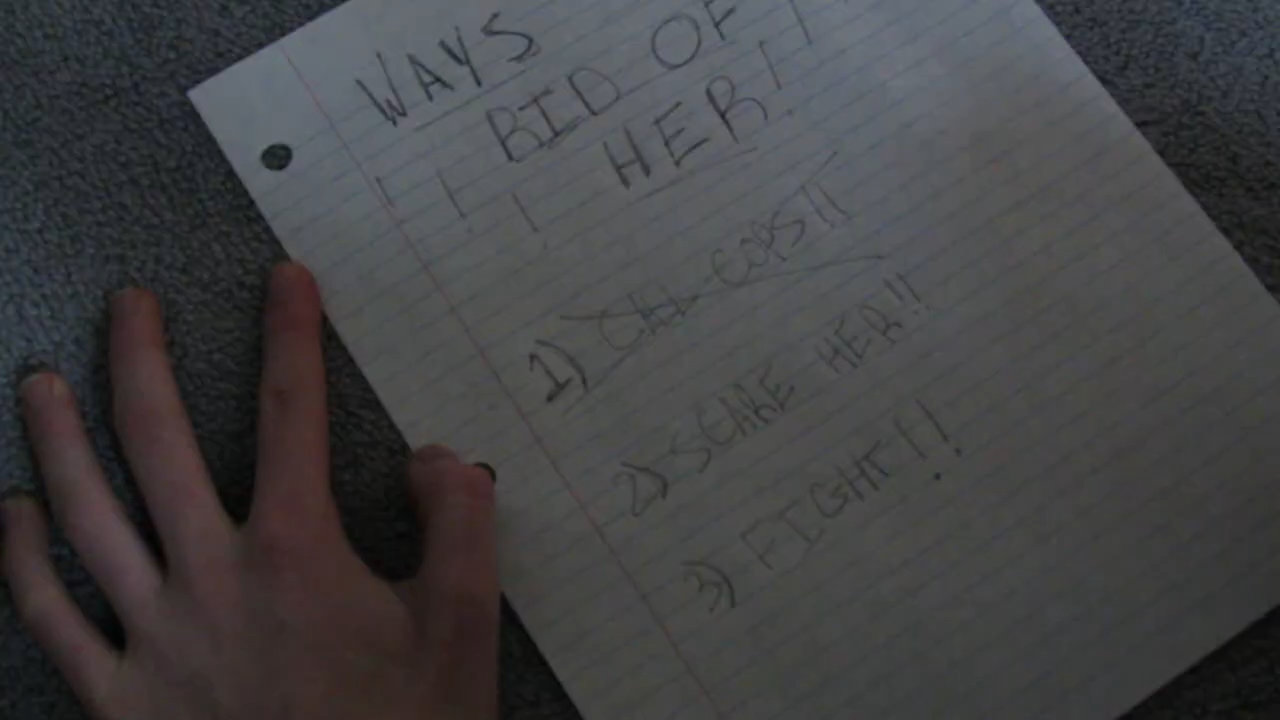 WAYS
RID OF
HER!!
! ! !
1) CALL COPS!!
2) SCARE HER!!
3) FIGHT!!